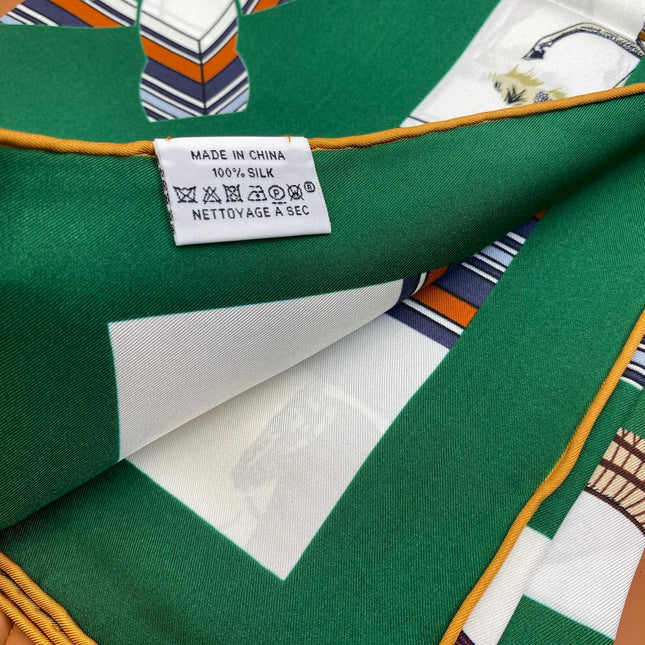 MADE IN CHINA
100% SILK
P ®
NETTOYAGE A SEC